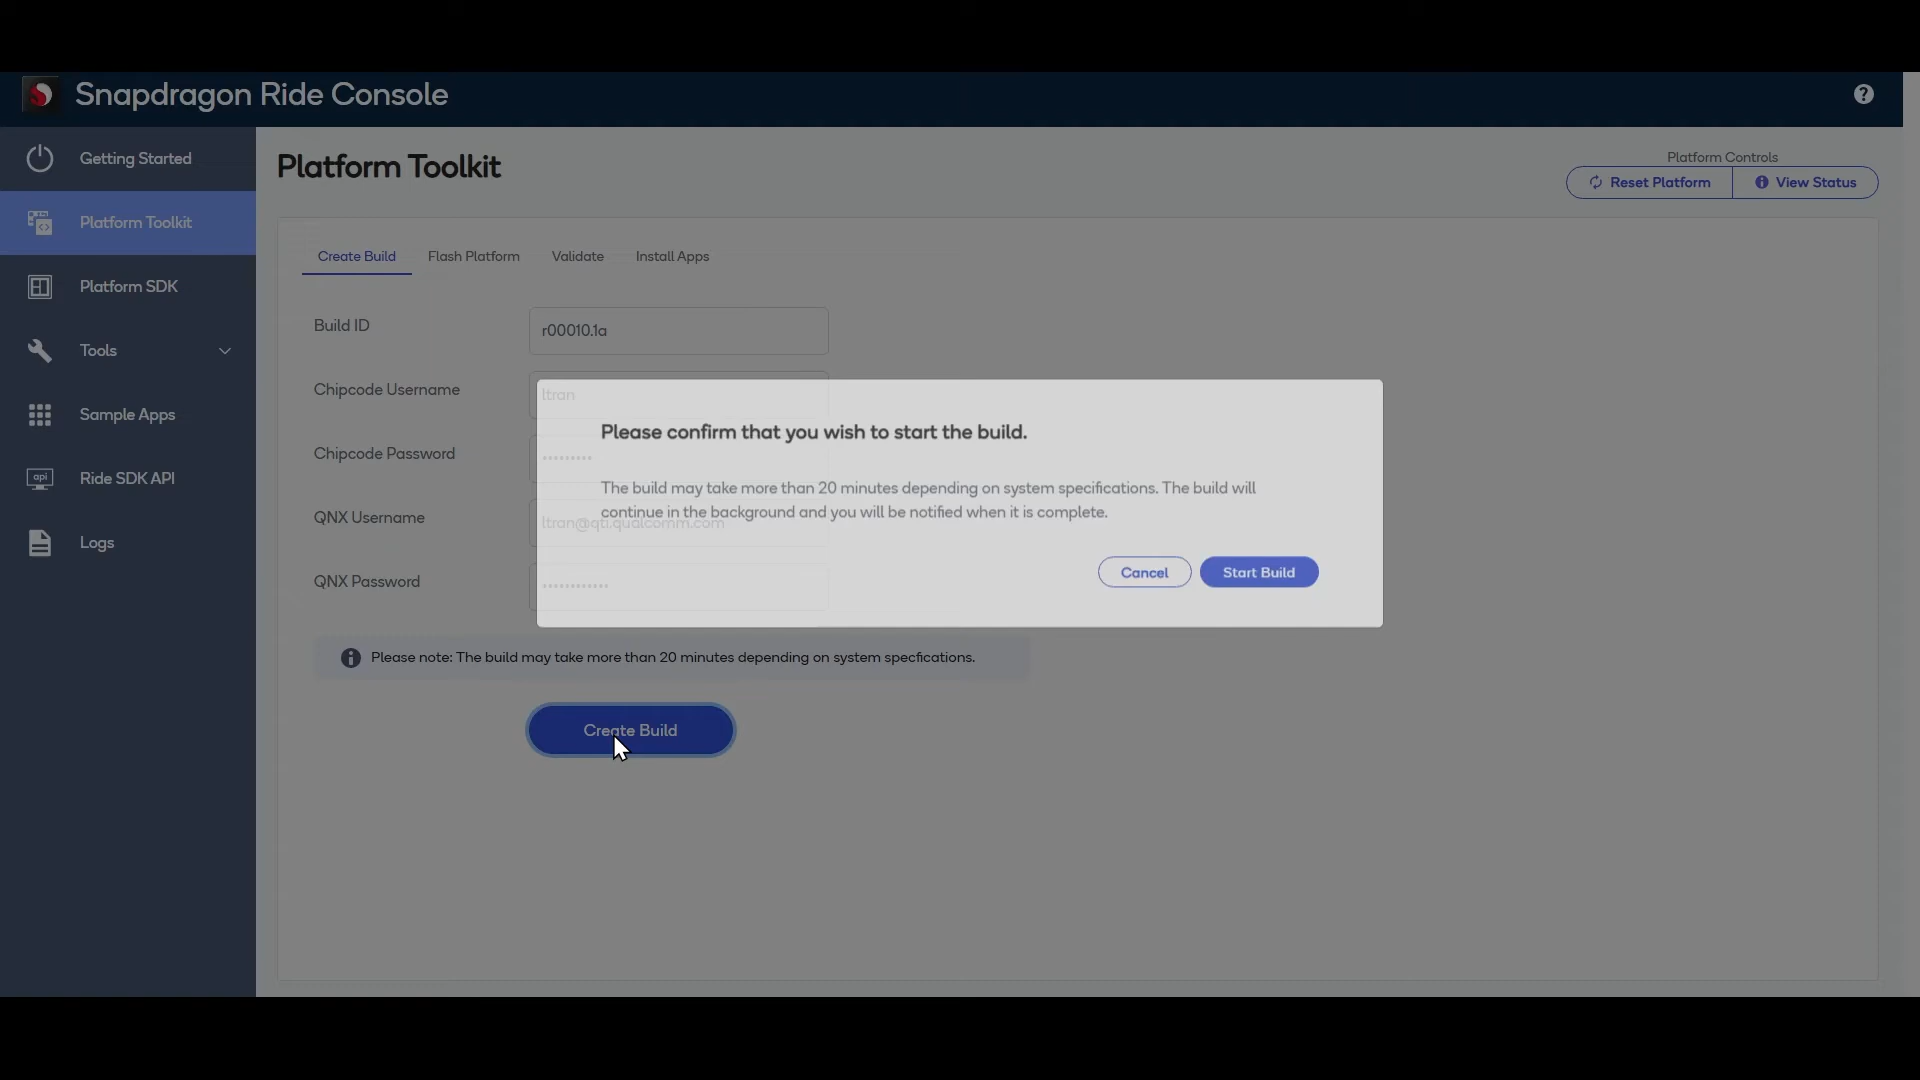 Snapdragon Ride Console
?
Getting Started
Platform Toolkit
Platform SDK
Tools
Sample Apps
api
Ride SDK API
Logs
Platform Toolkit
Platform Controls
Reset Platform
View Status
Create Build
Flash Platform
Validate
Install Apps
Build ID
r00010.1a
Chipcode Username
ltran
Chipcode Password
QNX Username
ltran@qti.qualcomm.com
QNX Password
Please confirm that you wish to start the build.
The build may take more than 20 minutes depending on system specifications. The build will
continue in the background and you will be notified when it is complete.
Cancel
Start Build
Please note: The build may take more than 20 minutes depending on system specfications.
Create Build